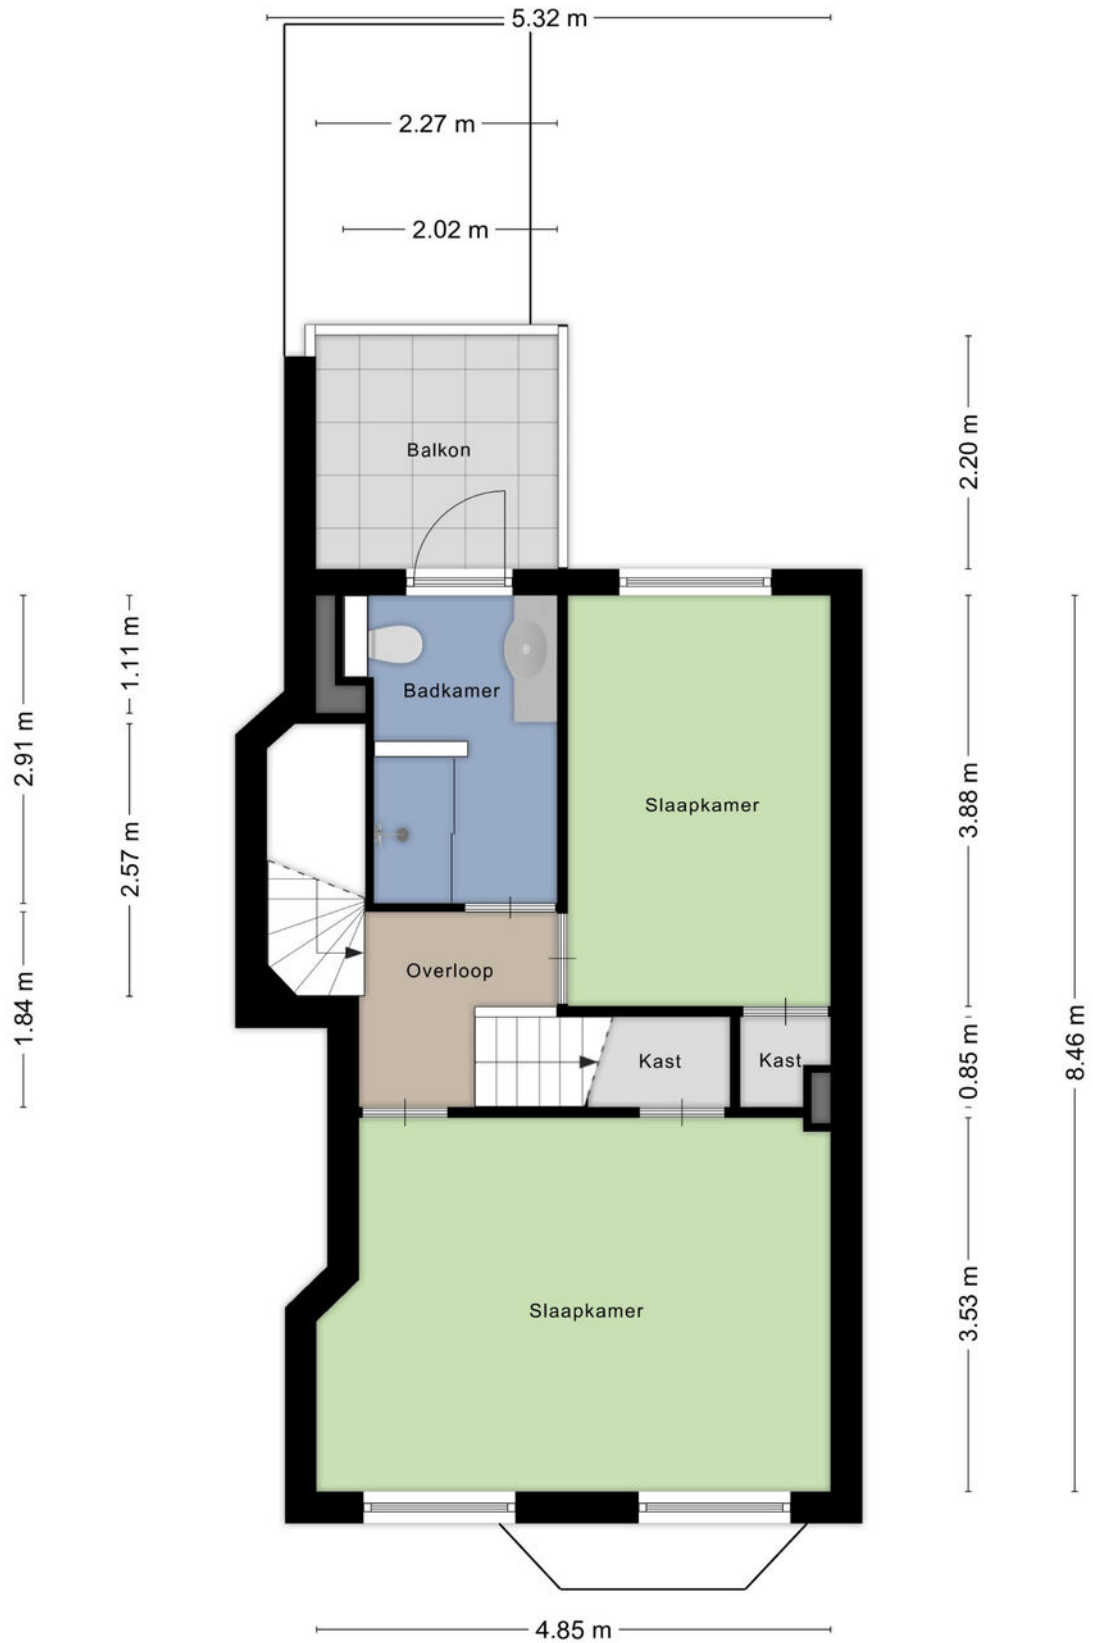 5.32 m
2.27 m
2.02 m
Balkon
2.20 m
1.11 m
2.91 m
Badkamer
3.88 m
Slaapkamer
2.57 m
Overloop
1.84 m
Kast
Kast
0.85 m
8.46 m
Slaapkamer
3.53 m
4.85 m